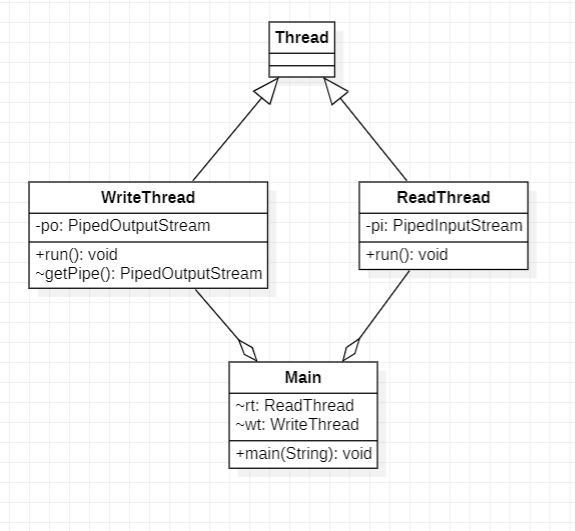 Thread
WriteThread
-po: PipedOutputStream
+run(): void
~getPipe(): PipedOutputStream
ReadThread
-pi: PipedInputStream
+run(): void
Main
~rt: ReadThread
~wt: WriteThread
+main(String): void